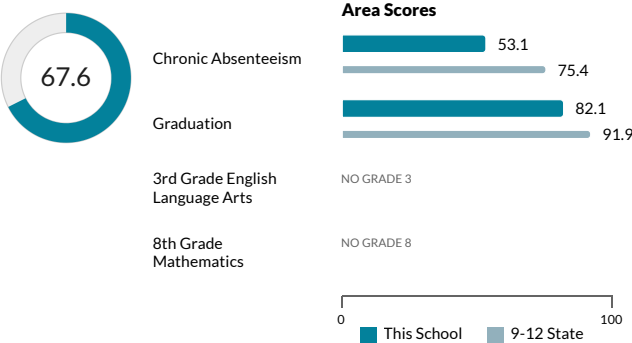 Area Scores
67.6
Chronic Absenteeism
53.1
75.4
Graduation
82.1
91.9
3rd Grade English
Language Arts
NO GRADE 3
8th Grade
Mathematics
NO GRADE 8
0
100
This School
9-12 State